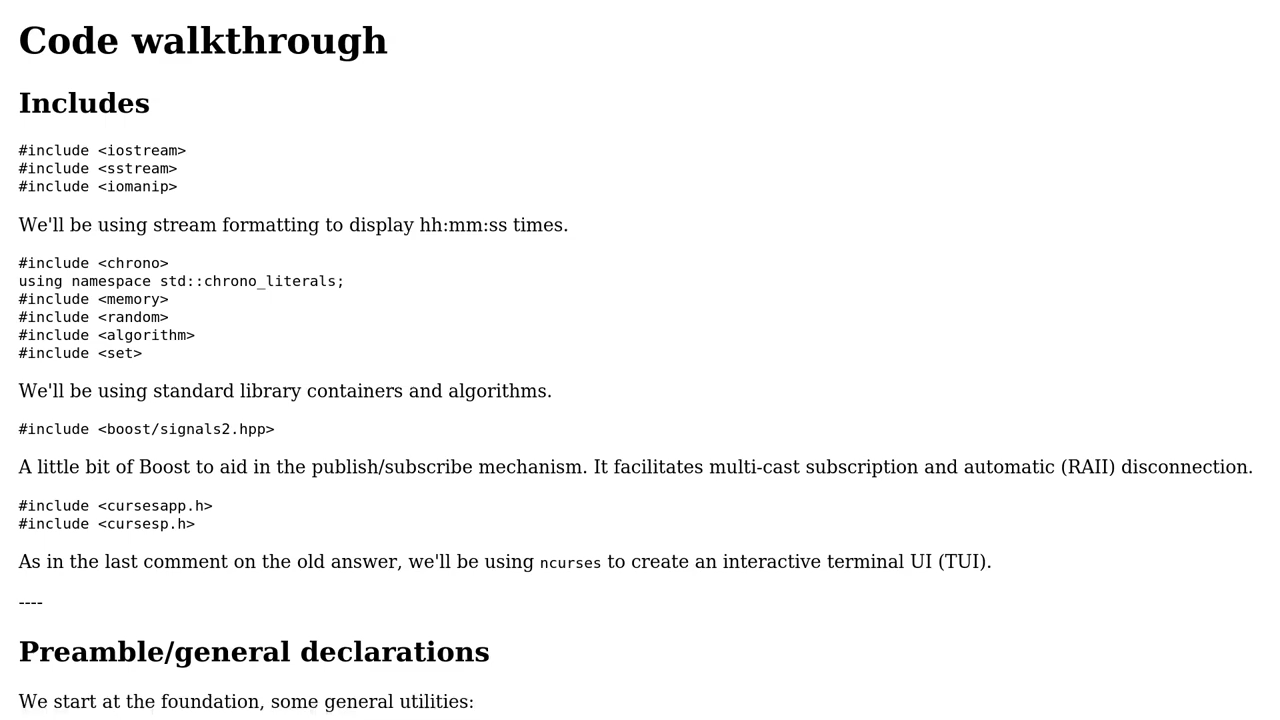 Code walkthrough
Includes
#include <iostream>
#include <sstream>
#include <iomanip>
We'll be using stream formatting to display hh:mm:ss times.
#include <chrono>
using namespace std::chrono_literals;
#include <memory>
#include <random>
#include <algorithm>
#include <set>
We'll be using standard library containers and algorithms.
#include <boost/signals2.hpp>
A little bit of Boost to aid in the publish/subscribe mechanism. It facilitates multi-cast subscription and automatic (RAII) disconnection.
#include <cursesapp.h>
#include <cursesp.h>
As in the last comment on the old answer, we'll be using ncurses to create an interactive terminal UI (TUI).
----
Preamble/general declarations
We start at the foundation, some general utilities: